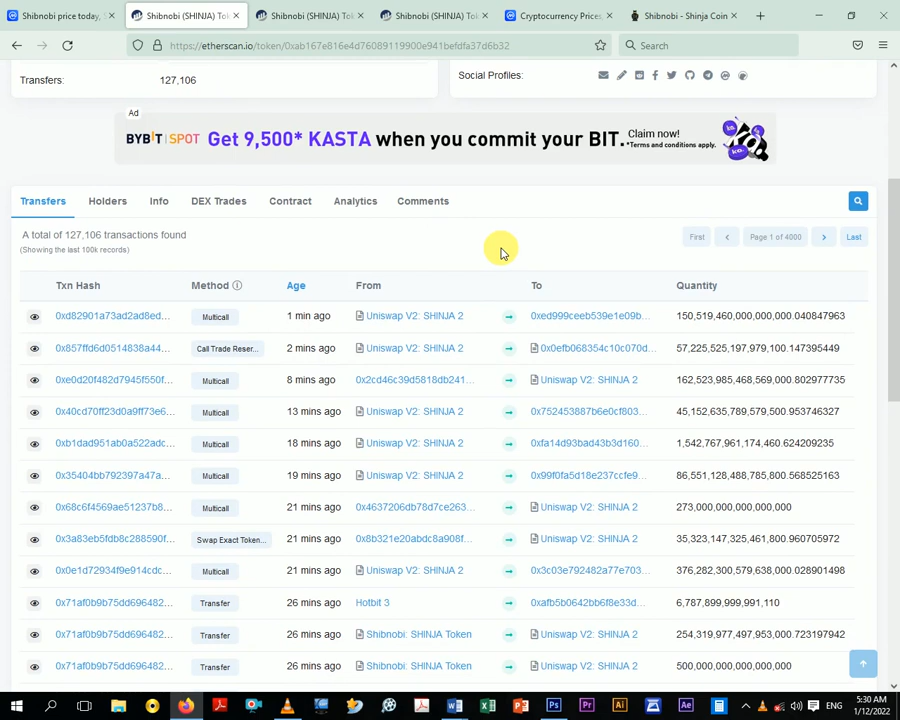 Shibnobi price today, S
Shibnobi (SHINJA) Tok
Shibnobi (SHINJA) Tok
Shibnobi (SHINJA) Tok
Cryptocurrency Prices,
Shibnobi - Shinja Coin
https://etherscan.io/token/0xab167e816e4d76089119900e941befdfa37d6b32
Search
Transfers: 127,106
Social Profiles:
Ad
BYBIT SPOT Get 9,500* KASTA when you commit your BIT. Claim now! *Terms and conditions apply.
Transfers Holders Info DEX Trades Contract Analytics Comments
A total of 127,106 transactions found
(Showing the last 100k records)
First Page 1 of 4000 Last
Txn Hash Method Age From To Quantity
0xd82901a73ad2ad8ed... Multicall 1 min ago Uniswap V2: SHINJA 2 0xed999ceeb539e1e09b... 150,519,460,000,000,000.040847963
0x857ffd6d0514838a44... Call Trade Reser... 2 mins ago Uniswap V2: SHINJA 2 0x0efb068354c10c070d... 57,225,525,197,979,100.147395449
0xe0d20f482d7945f550f... Multicall 8 mins ago 0x2cd46c39d5818db241... Uniswap V2: SHINJA 2 162,523,985,468,569,000.802977735
0x40cd70ff23d0a9ff73e6... Multicall 13 mins ago Uniswap V2: SHINJA 2 0x752453887b6e0cf803... 45,152,635,789,579,500.953746327
0xb1dad951ab0a522adc... Multicall 18 mins ago Uniswap V2: SHINJA 2 0xfa14d93bad43b3d160... 1,542,767,961,174,460.624209235
0x35404bb792397a47a... Multicall 19 mins ago Uniswap V2: SHINJA 2 0x99f0fa5d18e237ccfe9... 86,551,128,488,785,800.568525163
0x68c6f4569ae51237b8... Multicall 21 mins ago 0x4637206db78d7ce263... Uniswap V2: SHINJA 2 273,000,000,000,000,000
0x3a83eb5fdb8c288590f... Swap Exact Token... 21 mins ago 0x8b321e20abdc8a908f... Uniswap V2: SHINJA 2 35,323,147,325,461,800.960705972
0x0e1d72934f9e914cdc... Multicall 21 mins ago Uniswap V2: SHINJA 2 0x3c03e792482a77e703... 376,282,300,579,638,000.028901498
0x71af0b9b75dd696482... Transfer 26 mins ago Hotbit 3 0xafb5b0642bb6f8e33d... 6,787,899,999,991,110
0x71af0b9b75dd696482... Transfer 26 mins ago Shibnobi: SHINJA Token Uniswap V2: SHINJA 2 254,319,977,497,953,000.723197942
0x71af0b9b75dd696482... Transfer 26 mins ago Shibnobi: SHINJA Token Uniswap V2: SHINJA 2 500,000,000,000,000,000
ENG
5:30 AM
1/12/2022